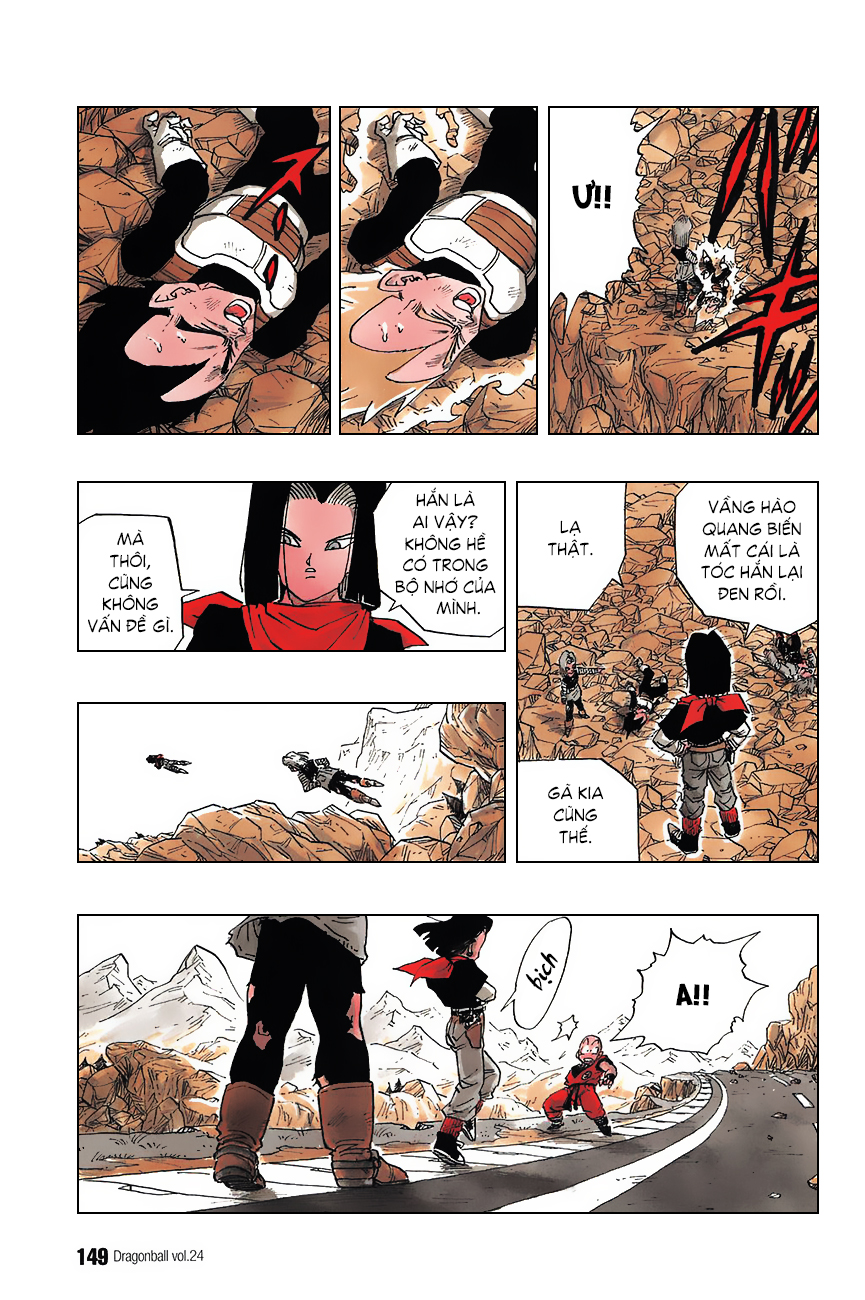 Ư!!
VẦNG HÀO
QUANG BIẾN
MẤT CÁI LÀ
TÓC HẮN LẠI
ĐEN RỒI.
LẠ
THẬT.
GÃ KIA
CŨNG
THẾ.
HẮN LÀ
AI VẬY?
KHÔNG HỀ
CÓ TRONG
BỘ NHỚ CỦA
MÌNH.
MÀ
THÔI,
CŨNG
KHÔNG
VẤN ĐỀ GÌ.
A!!
bịch
149 Dragonball vol.24